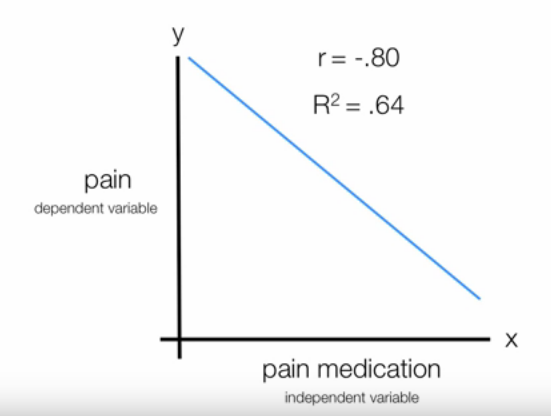 y
r = -.80
R² = .64
pain
dependent variable
x
pain medication
independent variable